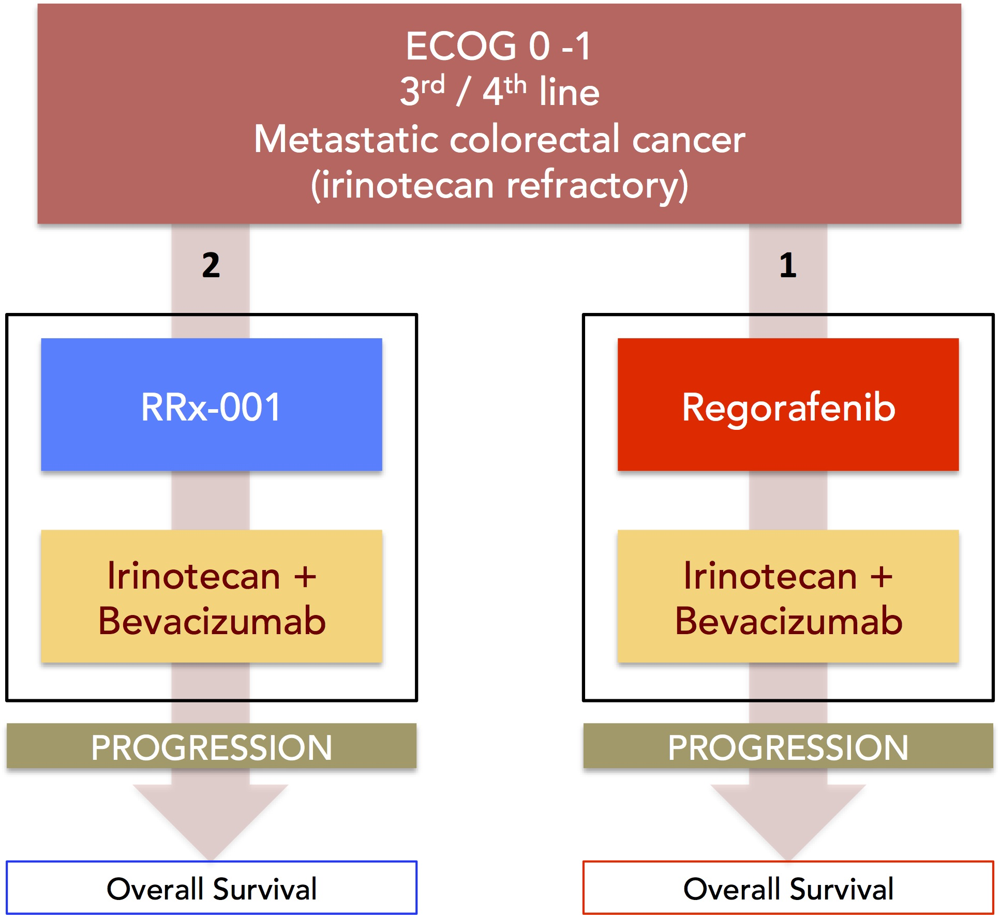 ECOG 0 -1
3rd / 4th line
Metastatic colorectal cancer
(irinotecan refractory)
2
1
RRx-001
Regorafenib
Irinotecan +
Bevacizumab
Irinotecan +
Bevacizumab
PROGRESSION
PROGRESSION
Overall Survival
Overall Survival